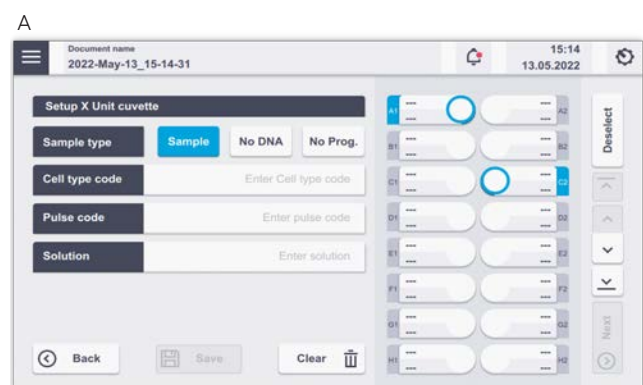 A
Document name
2022-May-13_15-14-31
15:14
13.05.2022
Setup X Unit cuvette
Sample type
Sample
No DNA
No Prog.
Cell type code
Enter Cell type code
Pulse code
Enter pulse code
Solution
Enter solution
Back
Save
Clear
A1 --- --- --- --- A2
B1 --- --- --- --- B2
C1 --- --- --- --- C2
D1 --- --- --- --- D2
E1 --- --- --- --- E2
F1 --- --- --- --- F2
G1 --- --- --- --- G2
H1 --- --- --- --- H2
Deselect
Next